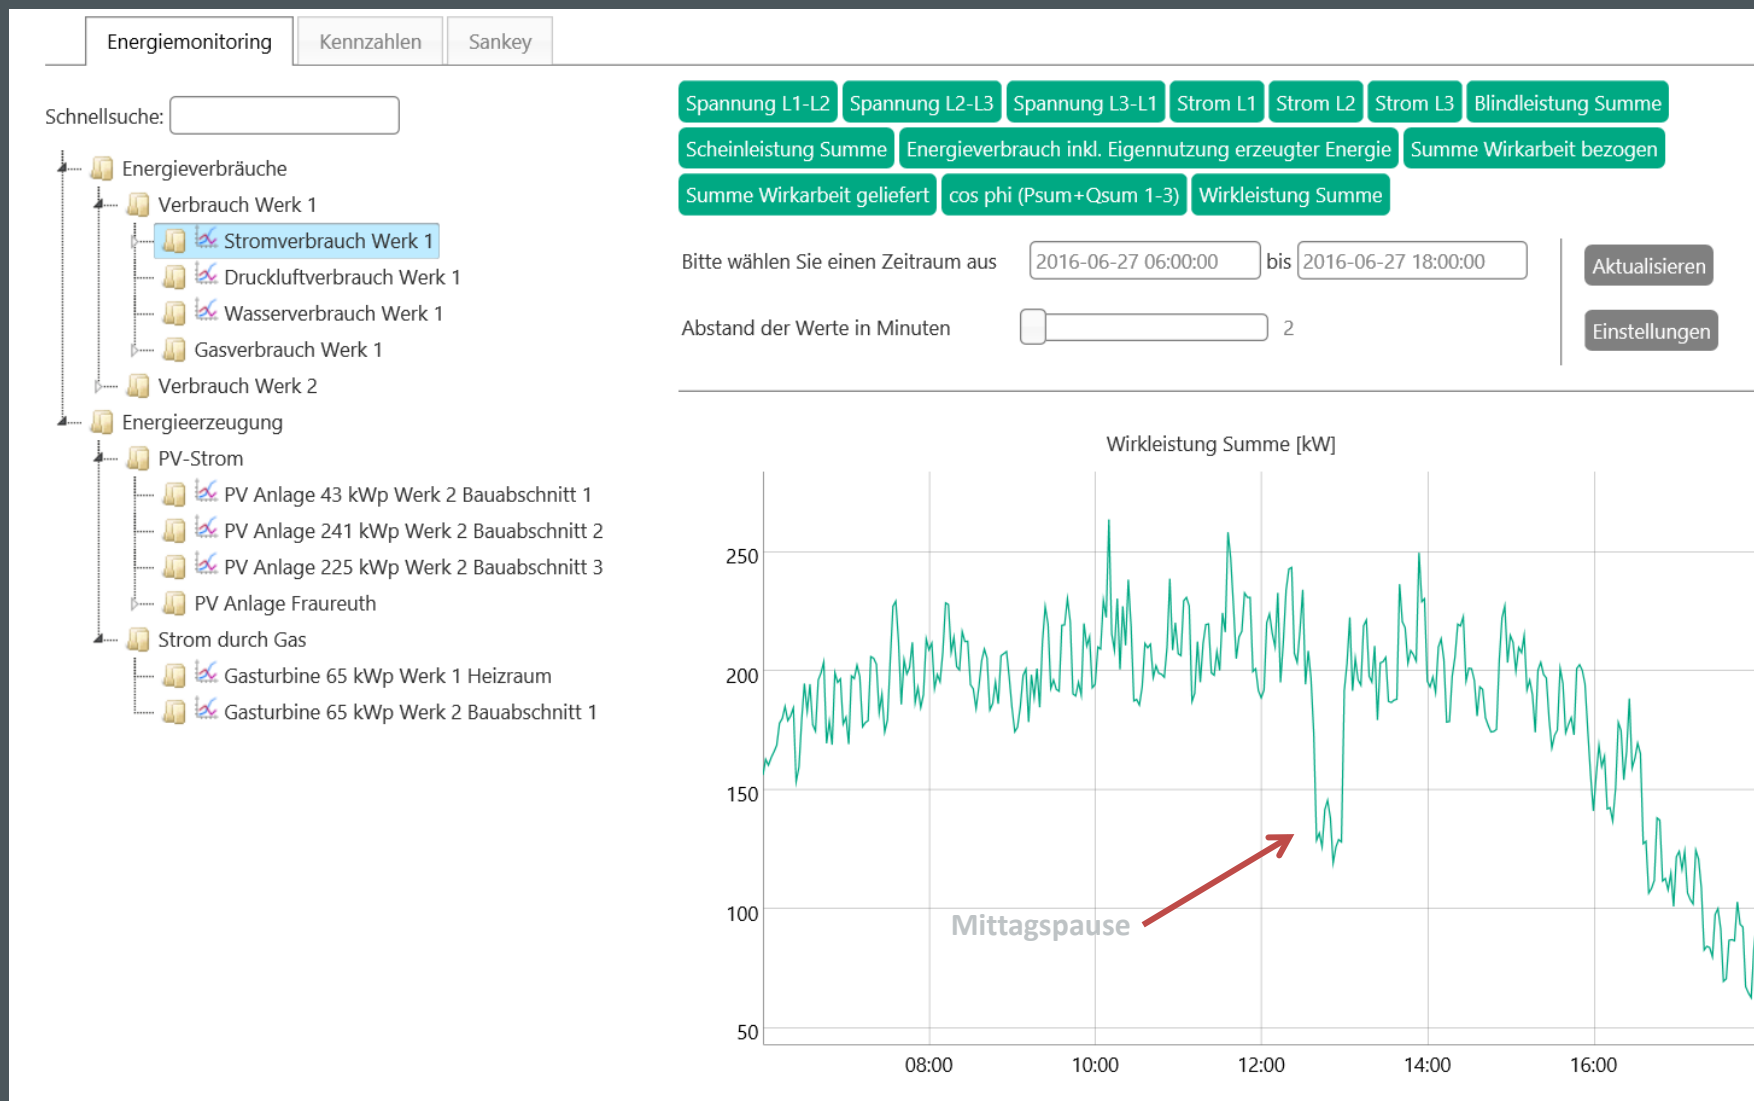 Energiemonitoring Kennzahlen Sankey
Schnellsuche:
Energieverbräuche
Verbrauch Werk 1
Stromverbrauch Werk 1
Druckluftverbrauch Werk 1
Wasserverbrauch Werk 1
Gasverbrauch Werk 1
Verbrauch Werk 2
Energieerzeugung
PV-Strom
PV Anlage 43 kWp Werk 2 Bauabschnitt 1
PV Anlage 241 kWp Werk 2 Bauabschnitt 2
PV Anlage 225 kWp Werk 2 Bauabschnitt 3
PV Anlage Fraureuth
Strom durch Gas
Gasturbine 65 kWp Werk 1 Heizraum
Gasturbine 65 kWp Werk 2 Bauabschnitt 1
Spannung L1-L2 Spannung L2-L3 Spannung L3-L1 Strom L1 Strom L2 Strom L3 Blindleistung Summe
Scheinleistung Summe Energieverbrauch inkl. Eigennutzung erzeugter Energie Summe Wirkarbeit bezogen
Summe Wirkarbeit geliefert cos phi (Psum+Qsum 1-3) Wirkleistung Summe
Bitte wählen Sie einen Zeitraum aus 2016-06-27 06:00:00 bis 2016-06-27 18:00:00 Aktualisieren
Abstand der Werte in Minuten 2 Einstellungen
Wirkleistung Summe [kW]
250
200
150
100
50
Mittagspause
08:00 10:00 12:00 14:00 16:00